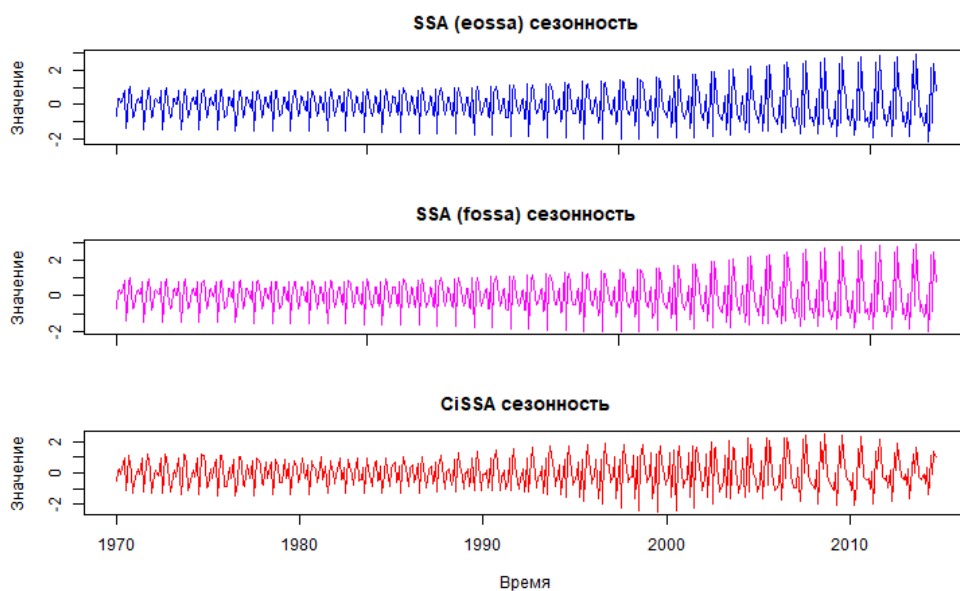 SSA (eossa) сезонность
Значение
2
0
-2
SSA (fossa) сезонность
Значение
2
0
-2
CiSSA сезонность
Значение
2
0
-2
1970 1980 1990 2000 2010
Время